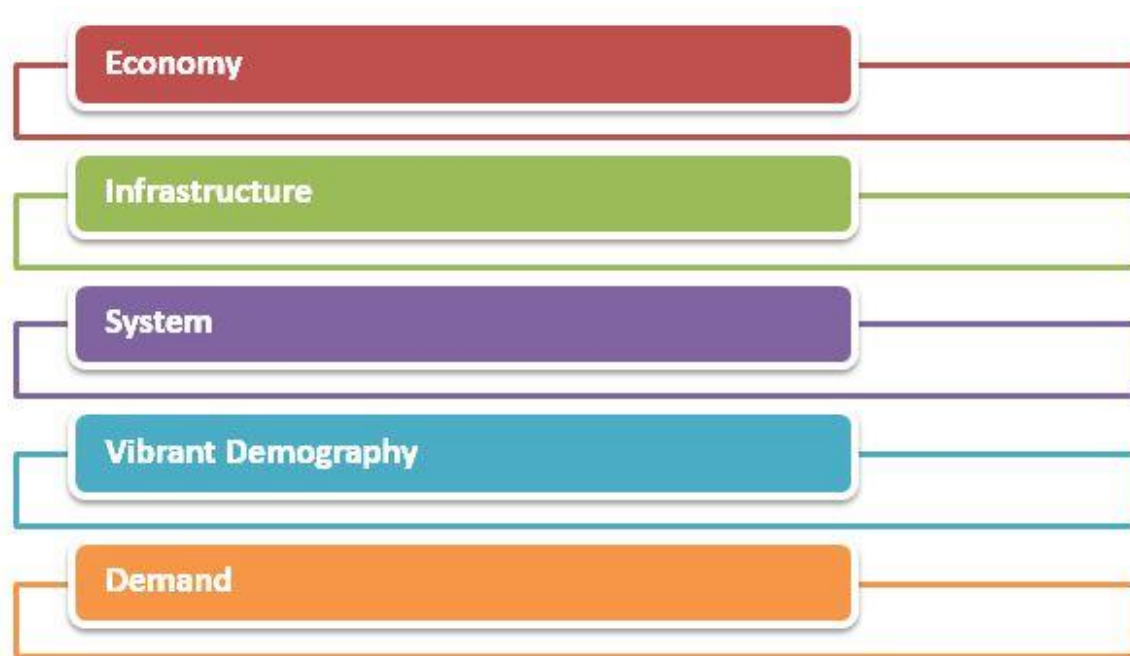 Economy
Infrastructure
System
Vibrant Demography
Demand